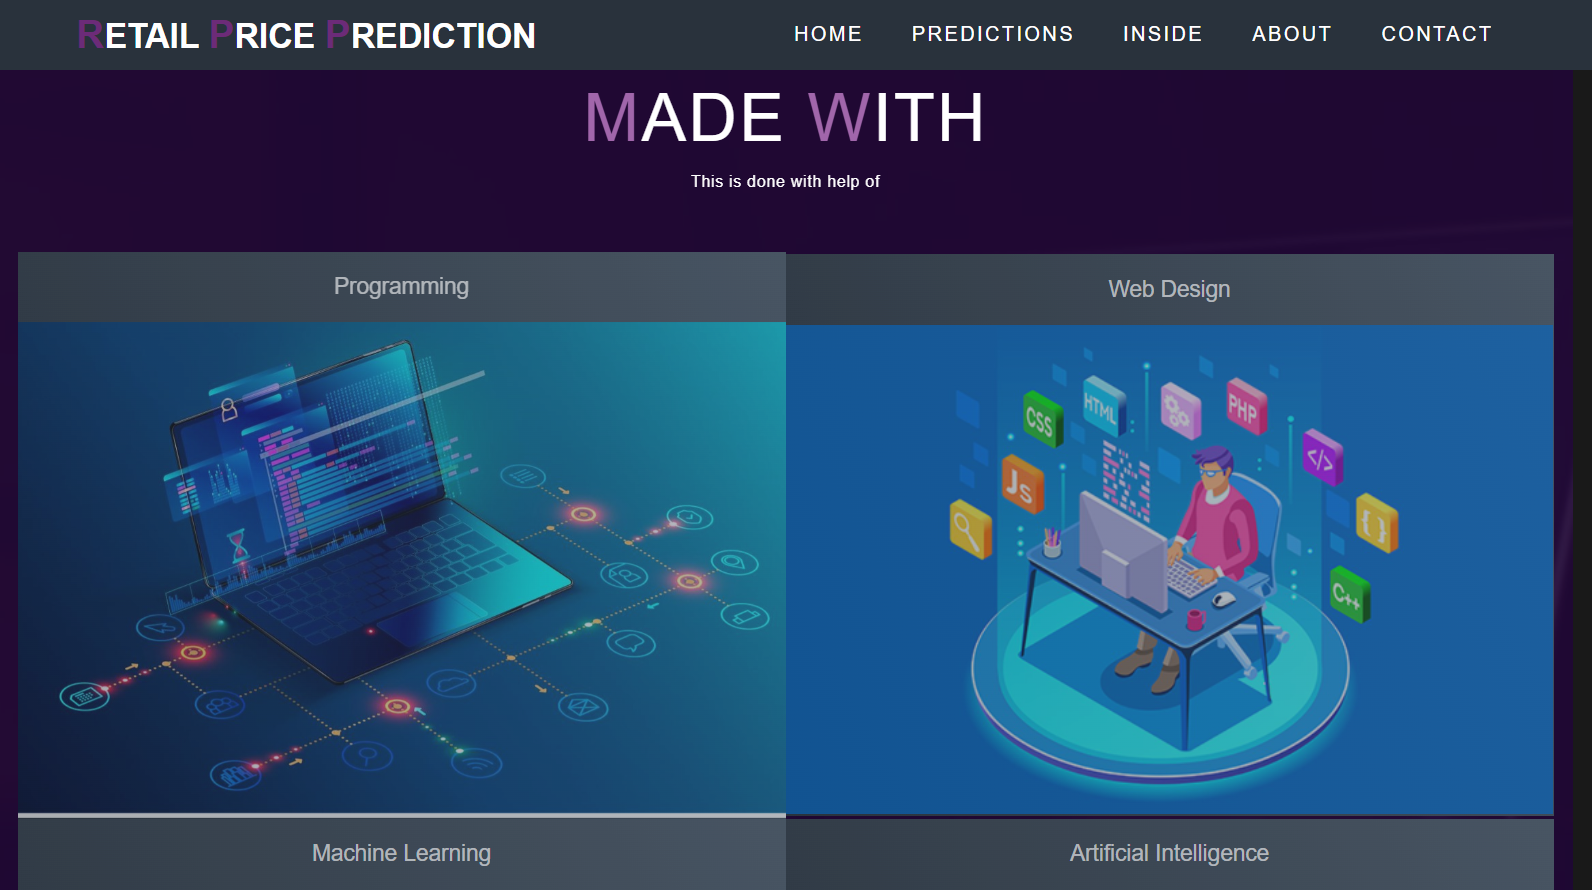 RETAIL PRICE PREDICTION
HOME PREDICTIONS INSIDE ABOUT CONTACT
MADE WITH
This is done with help of
Programming
Web Design
CSS
HTML
PHP
</>
JS
C++
Machine Learning
Artificial Intelligence